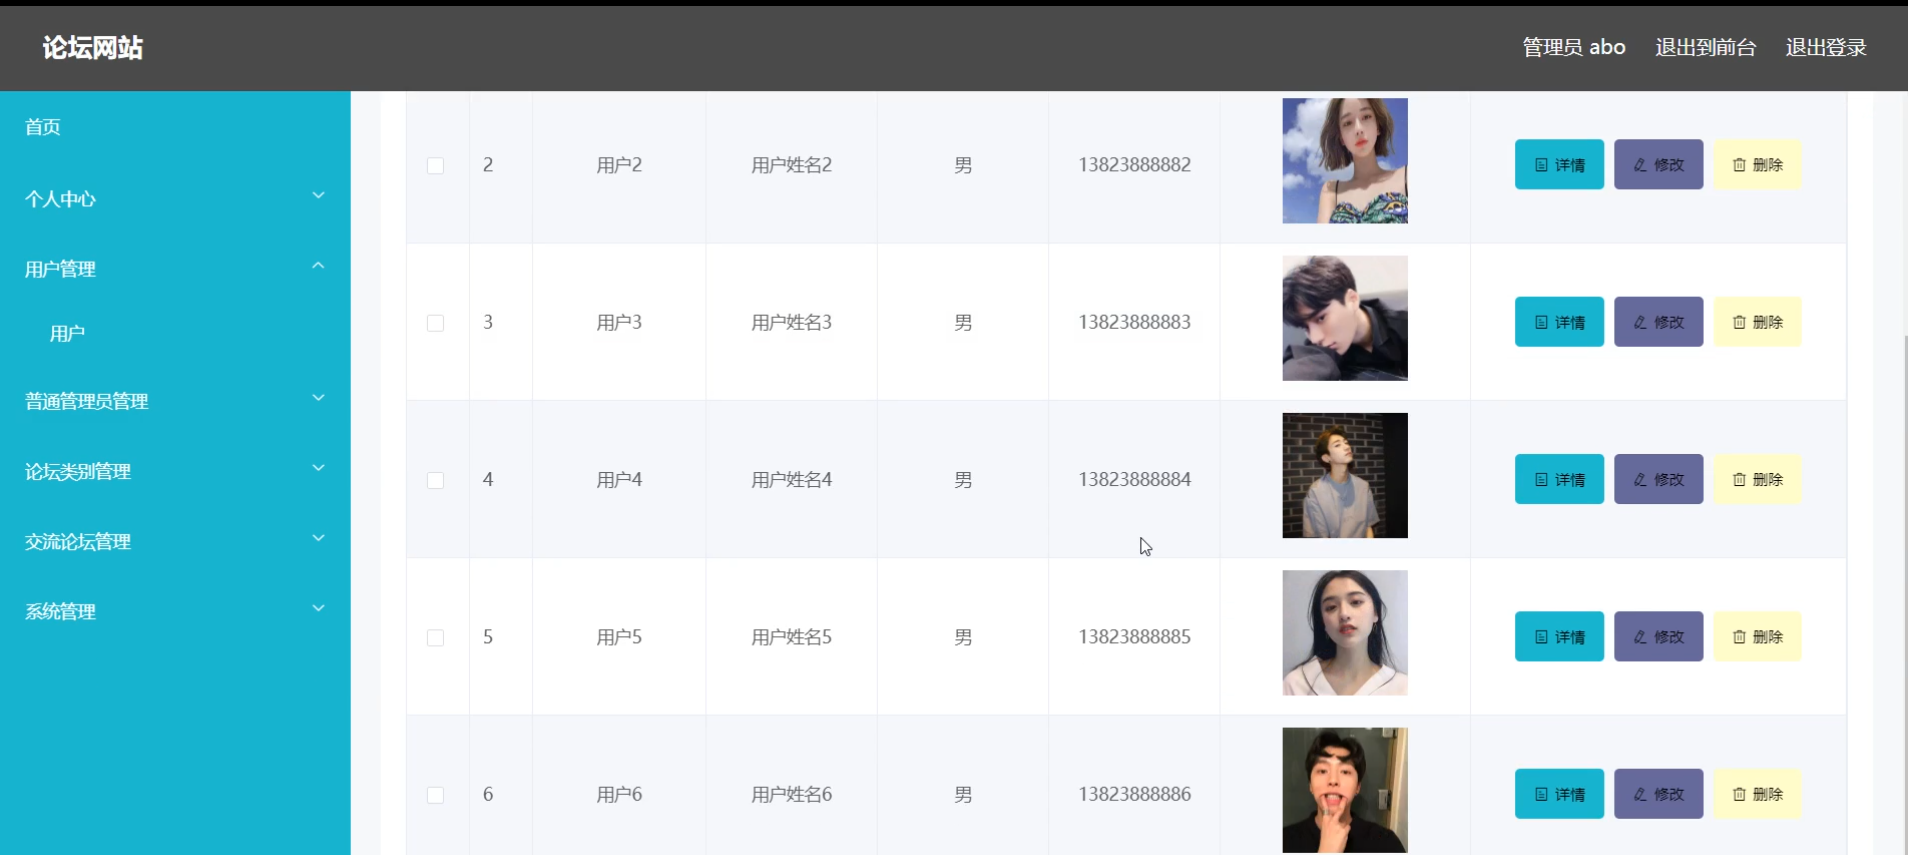 论坛网站
管理员 abo 退出到前台 退出登录
首页
个人中心
用户管理
用户
普通管理员管理
论坛类别管理
交流论坛管理
系统管理
2 用户2 用户姓名2 男 13823888882 详情 修改 删除
3 用户3 用户姓名3 男 13823888883 详情 修改 删除
4 用户4 用户姓名4 男 13823888884 详情 修改 删除
5 用户5 用户姓名5 男 13823888885 详情 修改 删除
6 用户6 用户姓名6 男 13823888886 详情 修改 删除